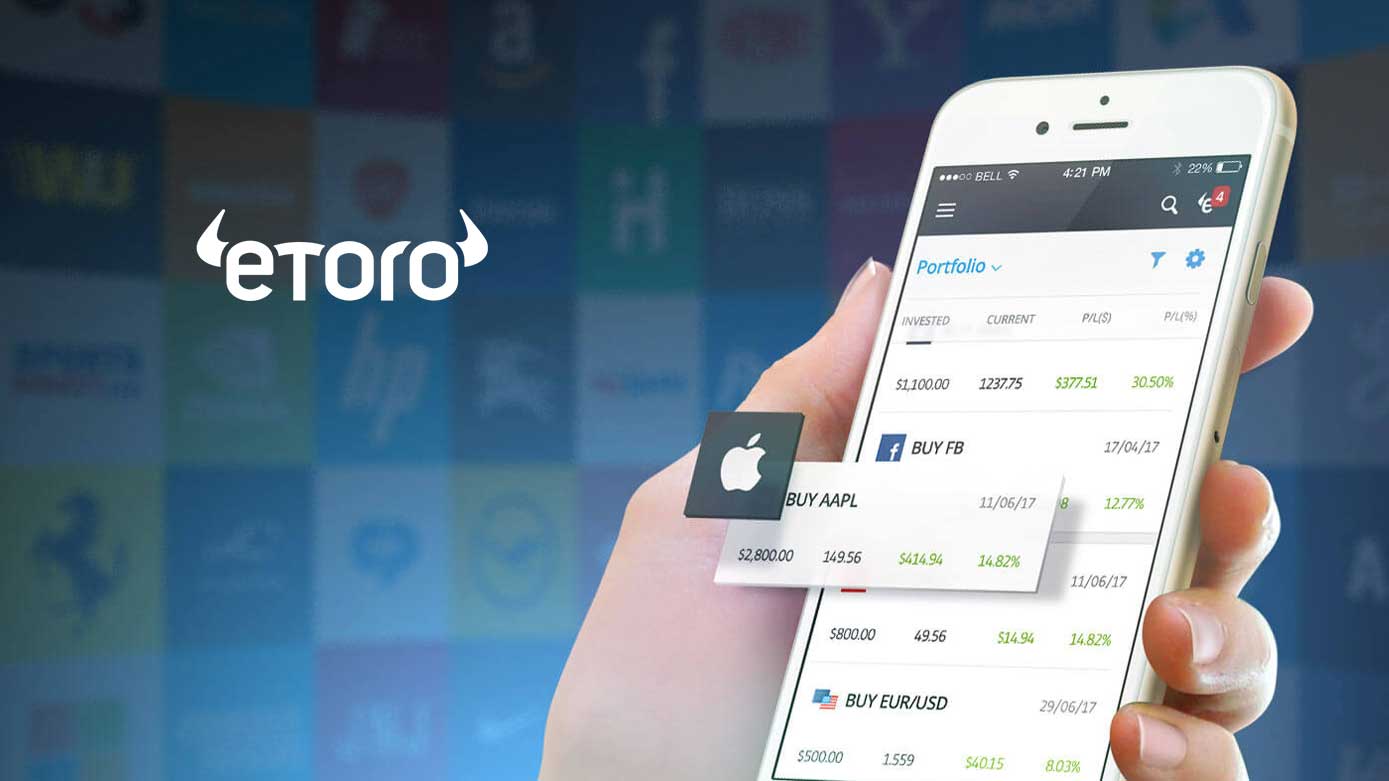 eTORO
●●●○○ BELL 4:21 PM 22%
e 4
Portfolio
INVESTED CURRENT P/L($) P/L(%)
$1,100.00 1237.75 $377.51 30.50%
f BUY FB 17/04/17
8 12.77%
BUY AAPL 11/06/17
$2,800.00 149.56 $414.94 14.82%
11/06/17
$800.00 49.56 $14.94 14.82%
BUY EUR/USD 29/06/17
$500.00 1.559 $40.15 8.03%
a
f
Y
H
hp